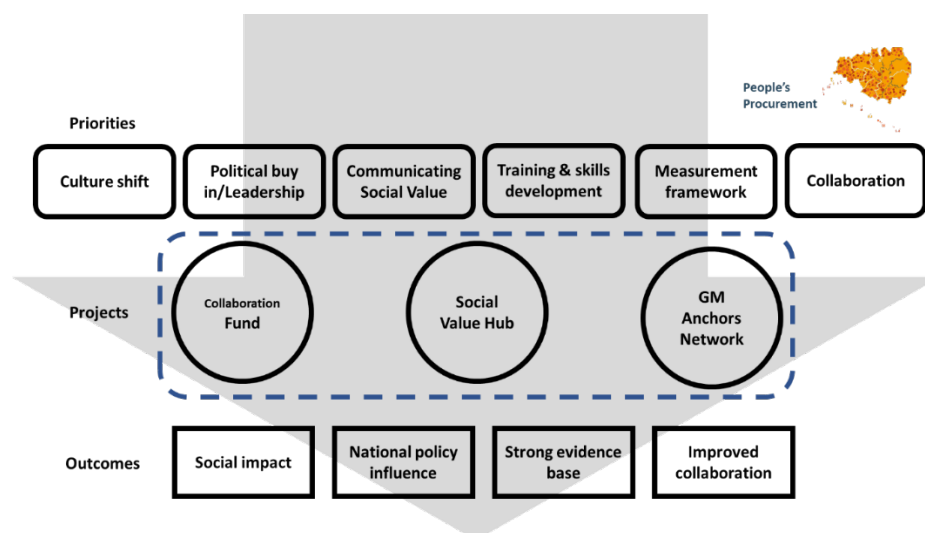 People's
Procurement
Priorities
Culture shift
Political buy
in/Leadership
Communicating
Social Value
Training & skills
development
Measurement
framework
Collaboration
Projects
Collaboration
Fund
Social
Value Hub
GM
Anchors
Network
Outcomes
Social impact
National policy
influence
Strong evidence
base
Improved
collaboration